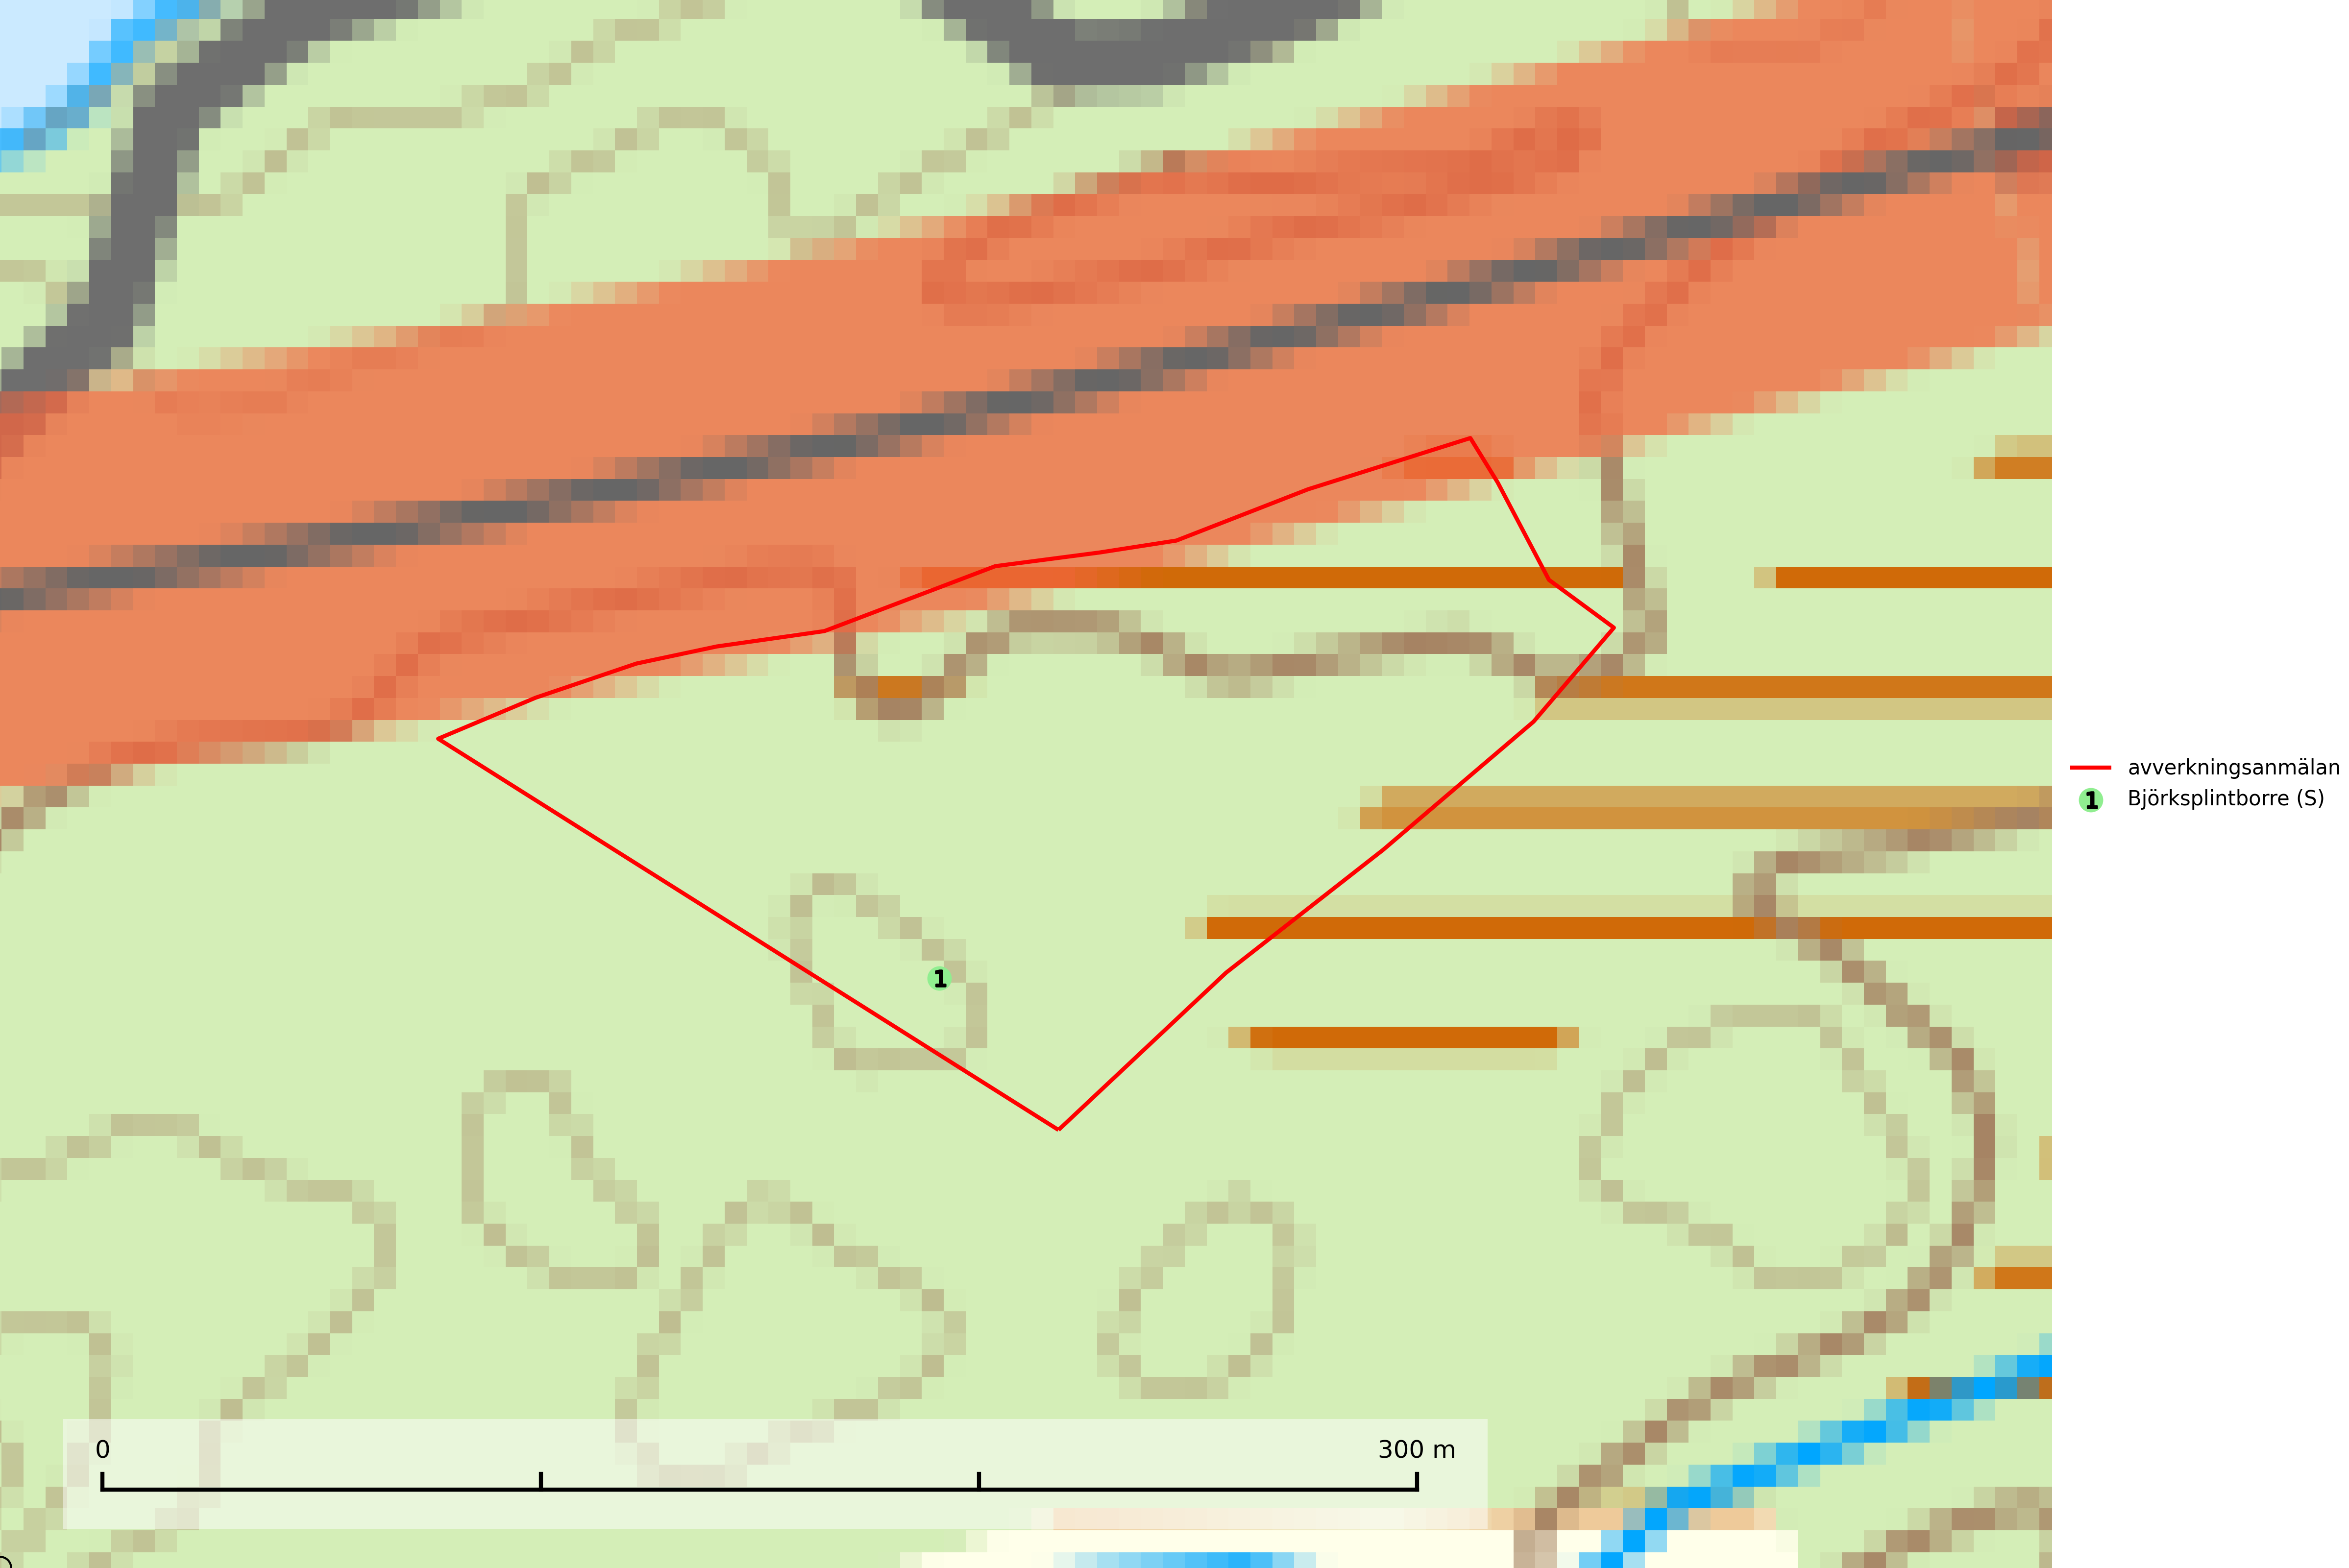 avverkningsanmälan
1 Björksplintborre (S)
1
0 300 m